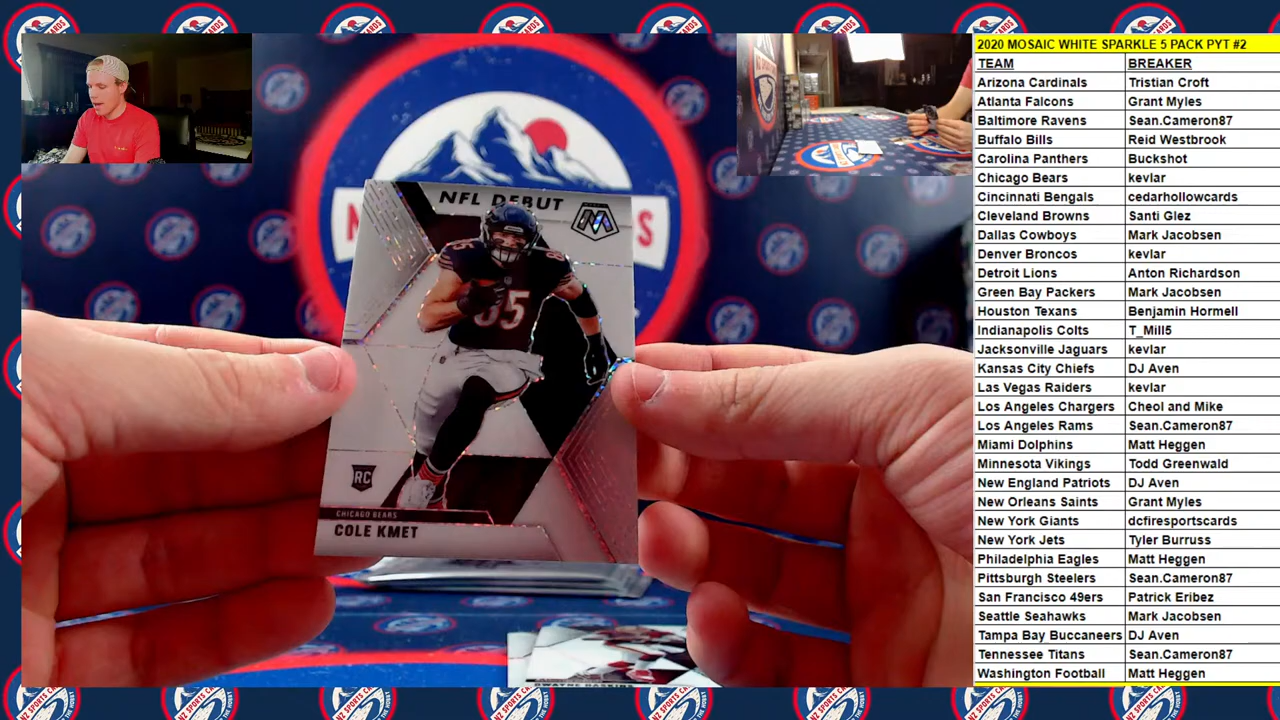 2020 MOSAIC WHITE SPARKLE 5 PACK PYT #2
TEAM BREAKER
Arizona Cardinals Tristian Croft
Atlanta Falcons Grant Myles
Baltimore Ravens Sean.Cameron87
Buffalo Bills Reid Westbrook
Carolina Panthers Buckshot
Chicago Bears kevlar
Cincinnati Bengals cedarhollowcards
Cleveland Browns Santi Glez
Dallas Cowboys Mark Jacobsen
Denver Broncos kevlar
Detroit Lions Anton Richardson
Green Bay Packers Mark Jacobsen
Houston Texans Benjamin Hormell
Indianapolis Colts T_Mill5
Jacksonville Jaguars kevlar
Kansas City Chiefs DJ Aven
Las Vegas Raiders kevlar
Los Angeles Chargers Cheol and Mike
Los Angeles Rams Sean.Cameron87
Miami Dolphins Matt Heggen
Minnesota Vikings Todd Greenwald
New England Patriots DJ Aven
New Orleans Saints Grant Myles
New York Giants dcfiresportscards
New York Jets Tyler Burruss
Philadelphia Eagles Matt Heggen
Pittsburgh Steelers Sean.Cameron87
San Francisco 49ers Patrick Eribez
Seattle Seahawks Mark Jacobsen
Tampa Bay Buccaneers DJ Aven
Tennessee Titans Sean.Cameron87
Washington Football Matt Heggen
NFL DEBUT
85
RC
CHICAGO BEARS
COLE KMET